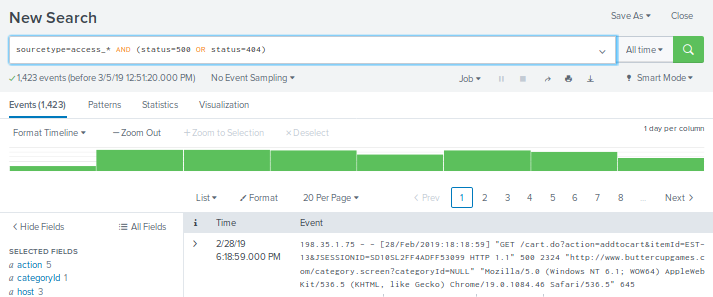 New Search
Save As Close
sourcetype=access_* AND (status=500 OR status=404)
All time
1,423 events (before 3/5/19 12:51:20.000 PM) No Event Sampling
Job
Smart Mode
Events (1,423) Patterns Statistics Visualization
Format Timeline — Zoom Out + Zoom to Selection × Deselect
1 day per column
List Format 20 Per Page < Prev 1 2 3 4 5 6 7 8 ... Next >
< Hide Fields All Fields
i Time Event
SELECTED FIELDS
a action 5
a categoryId 1
a host 3
> 2/28/19
6:18:59.000 PM
198.35.1.75 - - [28/Feb/2019:18:18:59] "GET /cart.do?action=addtocart&itemId=EST-
13&JSESSIONID=SD10SL2FF4ADFF53099 HTTP 1.1" 500 2324 "http://www.buttercupgames.c
om/category.screen?categoryId=NULL" "Mozilla/5.0 (Windows NT 6.1; WOW64) AppleWeb
Kit/536.5 (KHTML, like Gecko) Chrome/19.0.1084.46 Safari/536.5" 645